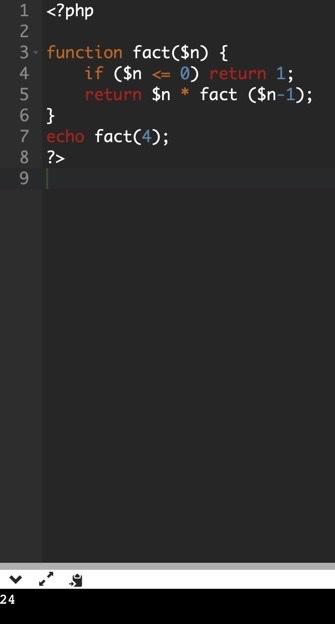 1 <?php
2
3 function fact($n) {
4     if ($n <= 0) return 1;
5     return $n * fact ($n-1);
6 }
7 echo fact(4);
8 ?>
9
24